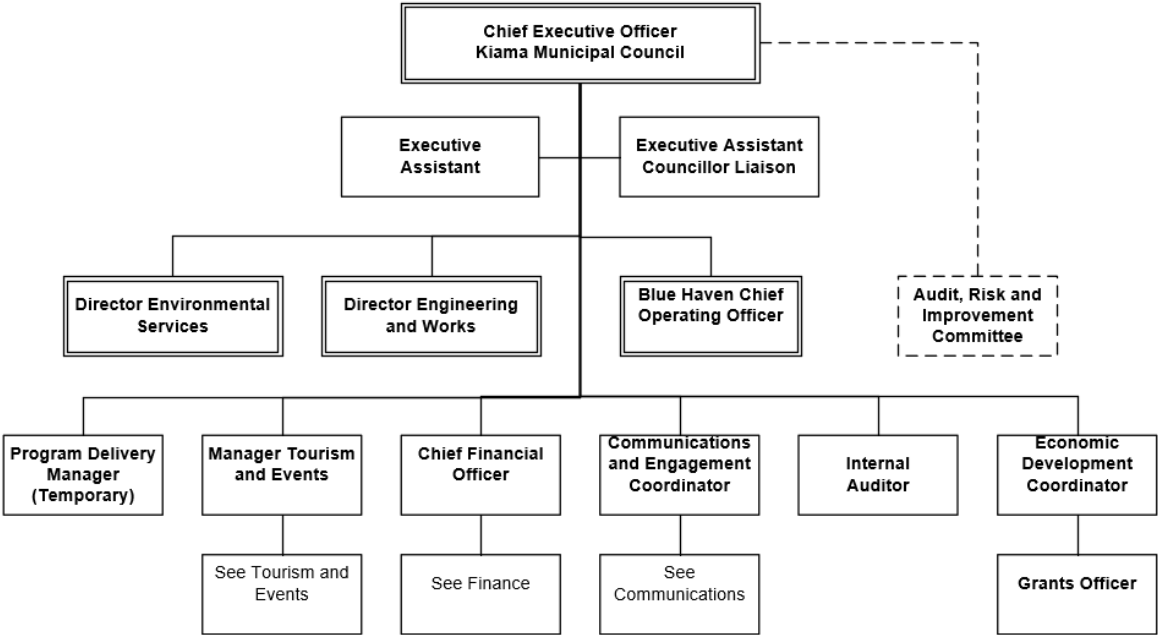 Chief Executive Officer
Kiama Municipal Council
Executive
Assistant
Executive Assistant
Councillor Liaison
Director Environmental
Services
Director Engineering
and Works
Blue Haven Chief
Operating Officer
Audit, Risk and
Improvement
Committee
Program Delivery
Manager
(Temporary)
Manager Tourism
and Events
Chief Financial
Officer
Communications
and Engagement
Coordinator
Internal
Auditor
Economic
Development
Coordinator
See Tourism and
Events
See Finance
See
Communications
Grants Officer